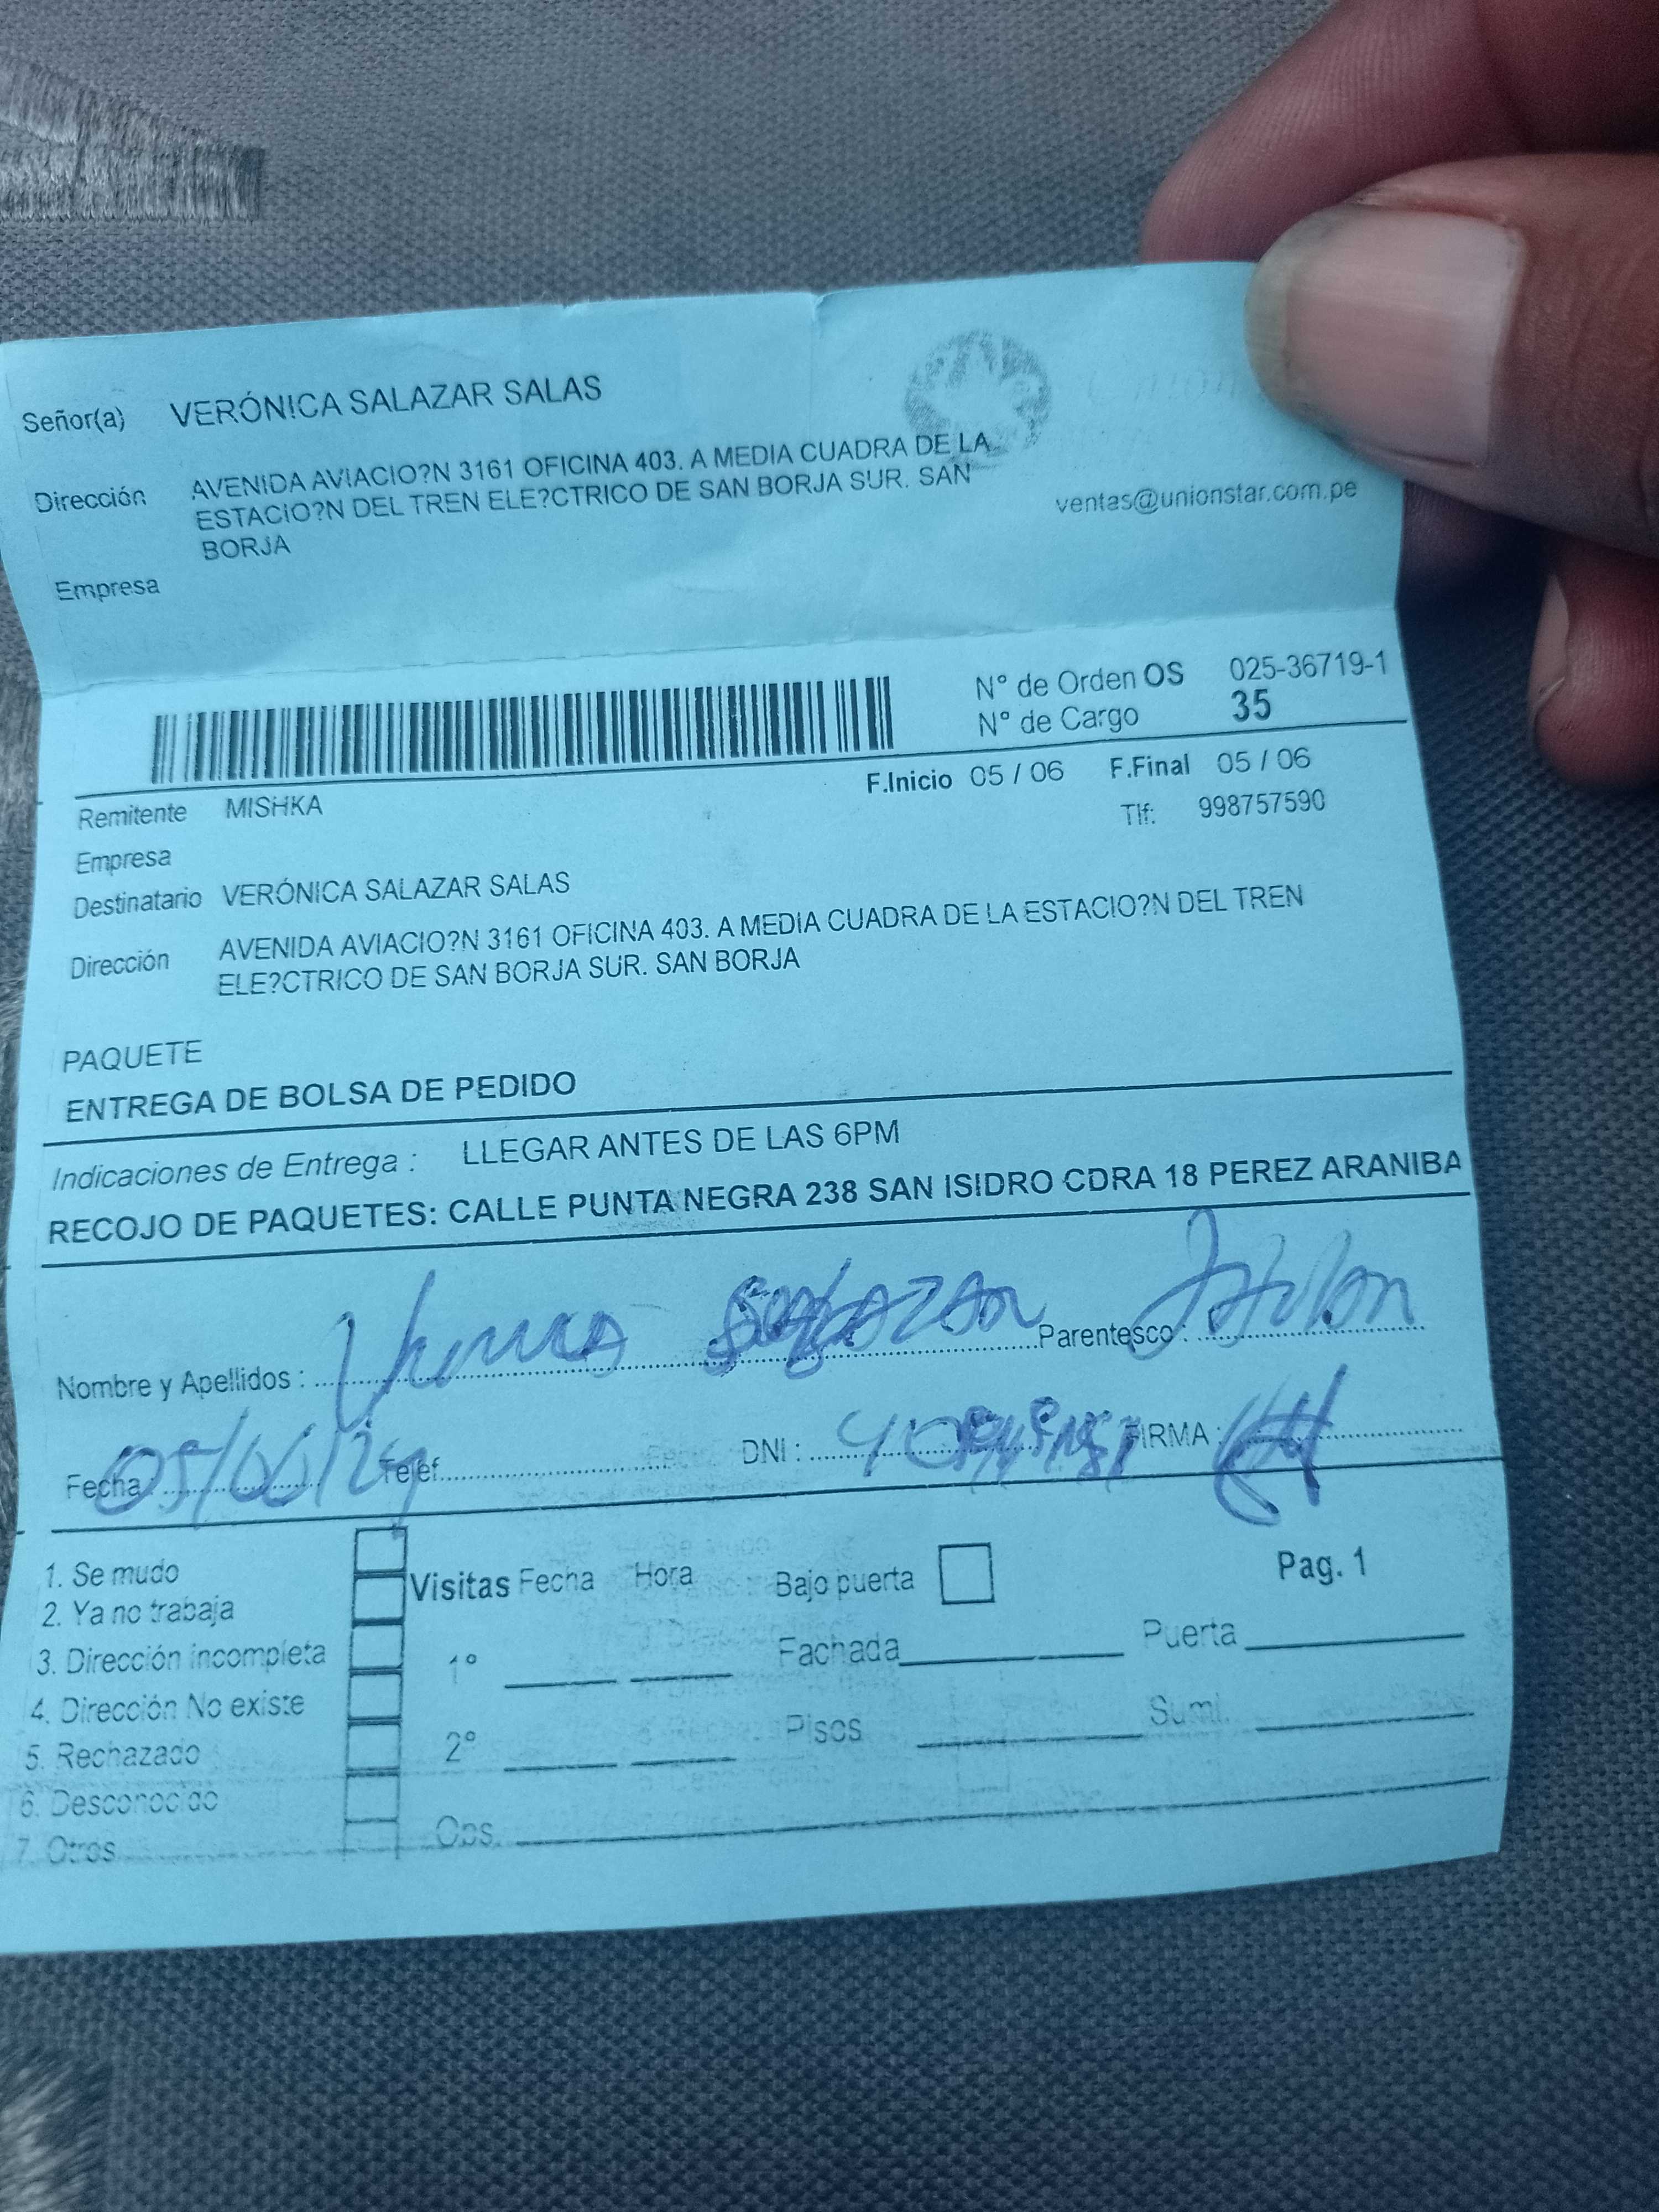 Señor(a) VERÓNICA SALAZAR SALAS
Dirección AVENIDA AVIACIO?N 3161 OFICINA 403. A MEDIA CUADRA DE LA
ESTACIO?N DEL TREN ELE?CTRICO DE SAN BORJA SUR. SAN
BORJA
ventas@unionstar.com.pe
Empresa
N° de Orden OS 025-36719-1
N° de Cargo 35
F.Inicio 05 / 06 F.Final 05 / 06
Remitente MISHKA
Tlf: 998757590
Empresa
Destinatario VERÓNICA SALAZAR SALAS
Dirección AVENIDA AVIACIO?N 3161 OFICINA 403. A MEDIA CUADRA DE LA ESTACIO?N DEL TREN
ELE?CTRICO DE SAN BORJA SUR. SAN BORJA
PAQUETE
ENTREGA DE BOLSA DE PEDIDO
Indicaciones de Entrega : LLEGAR ANTES DE LAS 6PM
RECOJO DE PAQUETES: CALLE PUNTA NEGRA 238 SAN ISIDRO CDRA 18 PEREZ ARANIBA
Nombre y Apellidos : Salazar Parentesco :
Fecha: 05/06/24 Telef. DNI : FIRMA :
1. Se mudo
2. Ya no trabaja
3. Dirección incompleta
4. Dirección No existe
5. Rechazado
6. Desconocido
7. Otros
Visitas Fecha Hora Bajo puerta Pag. 1
1° Fachada Puerta
2° Pisos Sumi.
Obs.